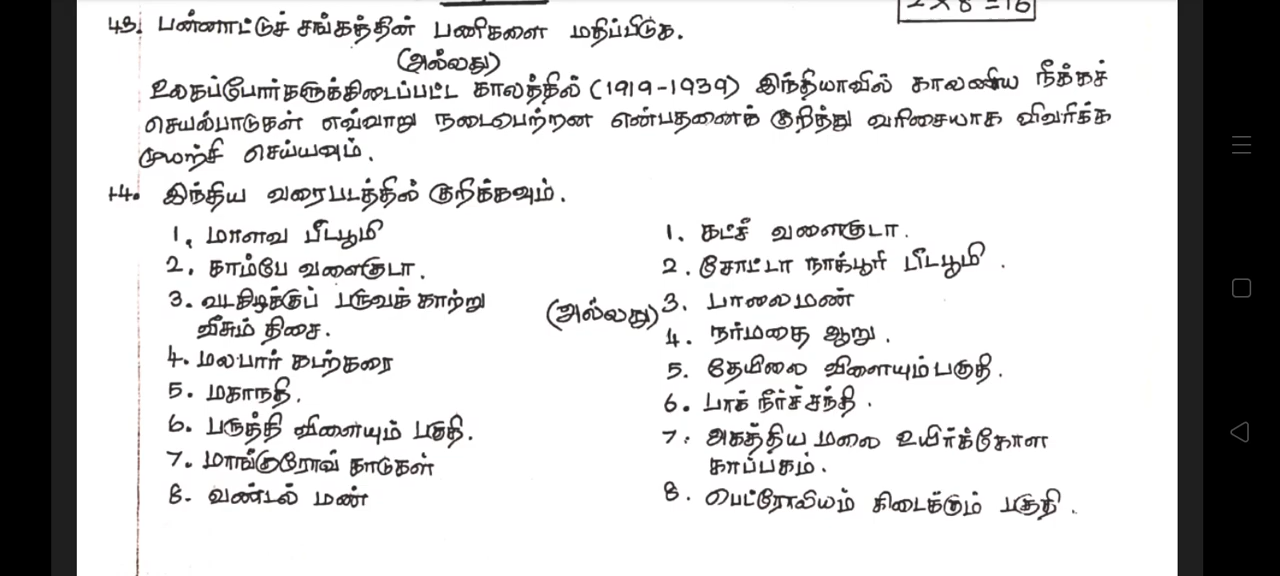 2 X 8 = 16
43. பன்னாட்டுச் சங்கத்தின் பணிகளை மதிப்பிடுக.
(அல்லது)
உலகப்போர்களுக்கிடைப்பட்ட காலத்தில் (1919-1939) இந்தியாவில் காலணிய நீக்கச்
செயல்பாடுகள் எவ்வாறு நடைபெற்றன என்பதனைக் குறித்து வரிசையாக விவரிக்க
முயற்சி செய்யவும்.
44. இந்திய வரைபடத்தில் குறிக்கவும்.
1. மாளவ பீடபூமி
2. காம்பே வளைகுடா.
3. வடகிழக்குப் பருவக் காற்று
வீசும் திசை.
4. மலபார் கடற்கரை
5. மகாநதி.
6. பருத்தி விளையும் பகுதி.
7. மாங்குரோவ் காடுகள்
8. வண்டல் மண்
(அல்லது)
1. கட்ச் வளைகுடா.
2. சோட்டா நாக்பூரி பீடபூமி.
3. பாலைமண்
4. நர்மதை ஆறு.
5. தேயிலை விளையும் பகுதி.
6. பாக் நீர்ச்சந்தி.
7. அகத்திய மலை உயிர்க்கோள
காப்பகம்.
8. பெட்ரோலியம் கிடைக்கும் பகுதி.